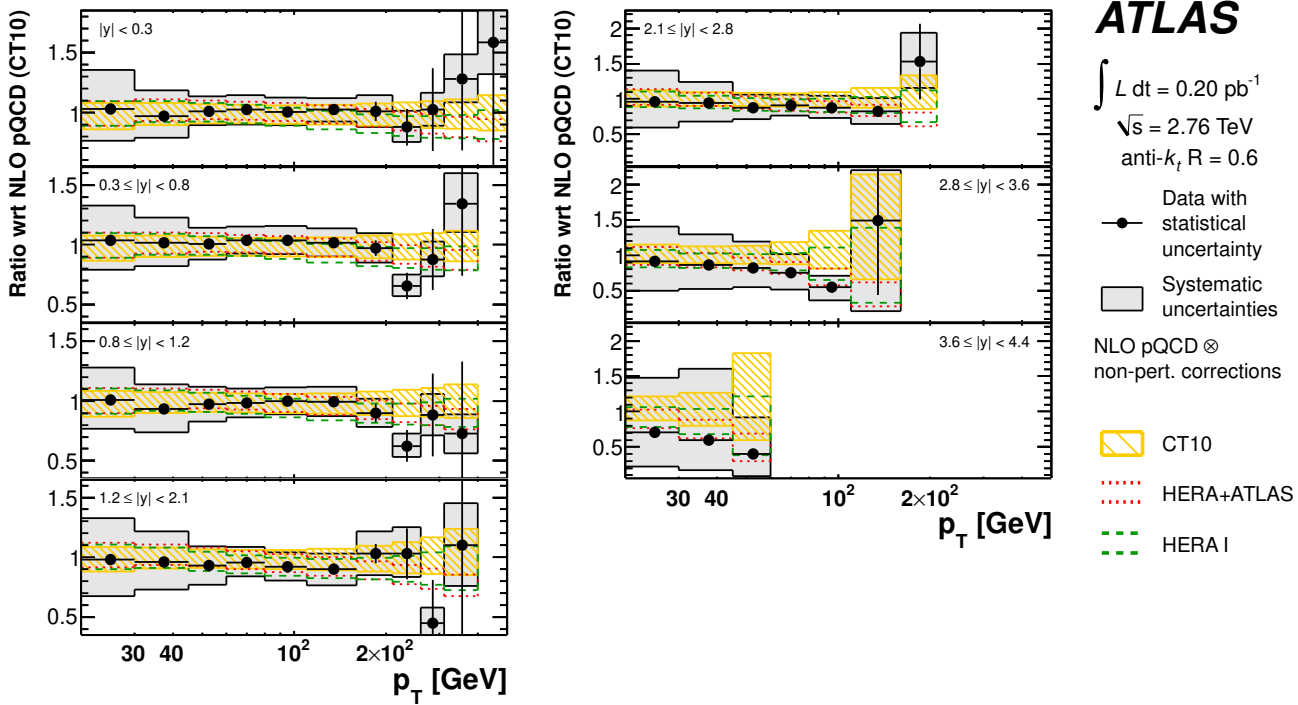 Ratio wrt NLO pQCD (CT10)
|y| < 0.3
1.5
1
0.3 ≤ |y| < 0.8
1.5
1
0.5
0.8 ≤ |y| < 1.2
1.5
1
0.5
1.2 ≤ |y| < 2.1
1.5
1
0.5
30 40 10² 2×10²
p_T [GeV]
Ratio wrt NLO pQCD (CT10)
2.1 ≤ |y| < 2.8
2
1.5
1
0.5
2.8 ≤ |y| < 3.6
2
1.5
1
0.5
3.6 ≤ |y| < 4.4
2
1.5
1
0.5
30 40 10² 2×10²
p_T [GeV]
ATLAS
∫ L dt = 0.20 pb⁻¹
√s = 2.76 TeV
anti-k_t R = 0.6
Data with
statistical
uncertainty
Systematic
uncertainties
NLO pQCD ⊗
non-pert. corrections
CT10
HERA+ATLAS
HERA I